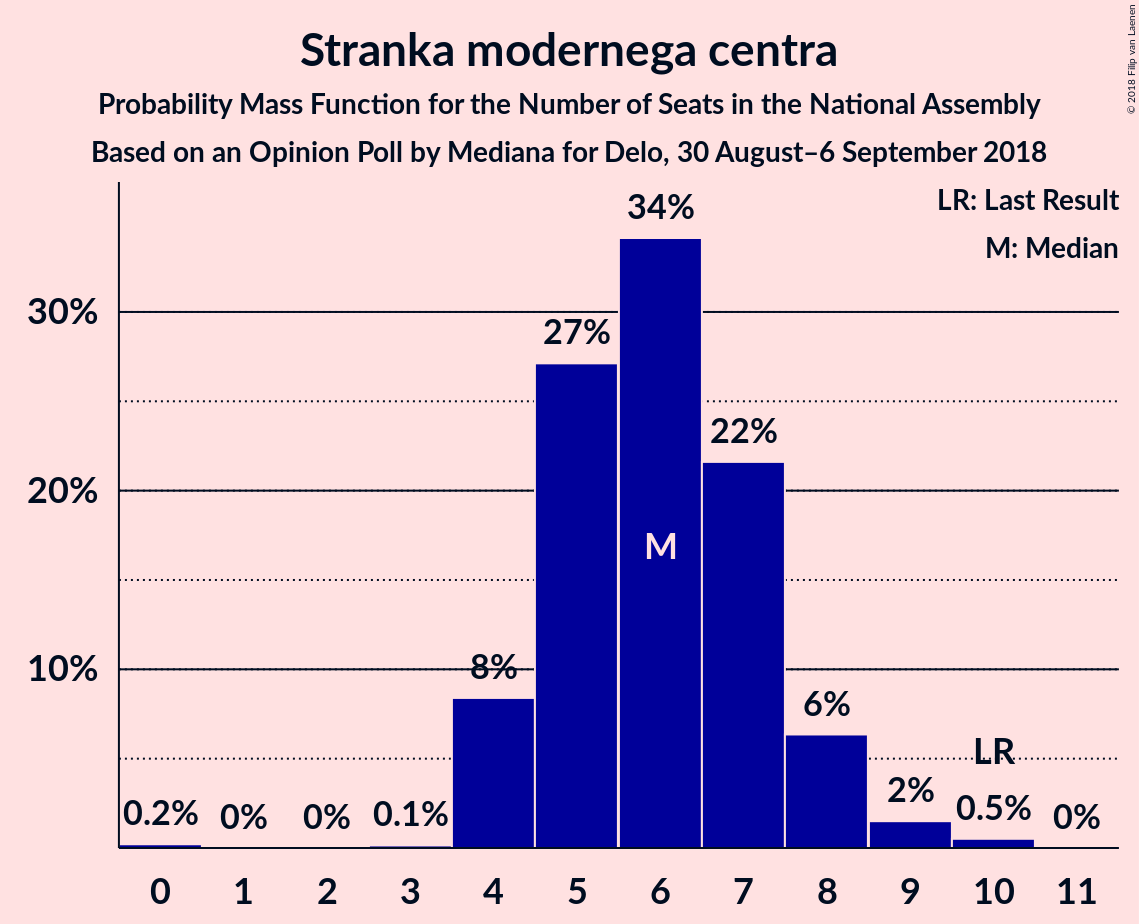 Stranka modernega centra
Probability Mass Function for the Number of Seats in the National Assembly
Based on an Opinion Poll by Mediana for Delo, 30 August–6 September 2018
© 2018 Filip van Laenen
LR: Last Result
M: Median
34%
30%
27%
22%
20%
M
10%
8%
6%
LR
2%
0.5%
0.2%
0%
0%
0.1%
0%
0 1 2 3 4 5 6 7 8 9 10 11